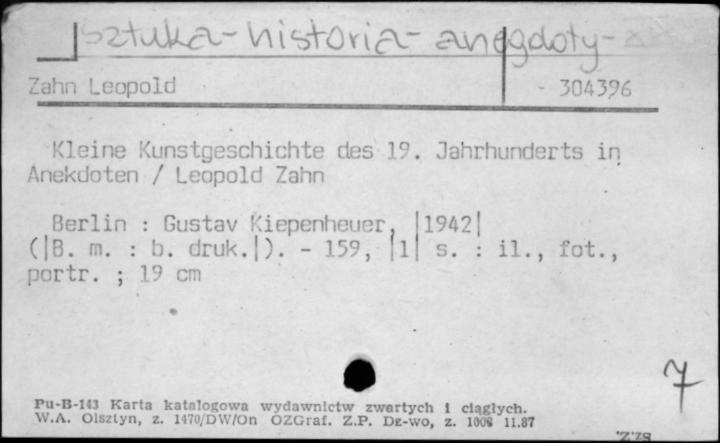 Sztuka - historia - anegdoty -
Zahn Leopold 304396
Kleine Kunstgeschichte des 19. Jahrhunderts in
Anekdoten / Leopold Zahn
Berlin : Gustav Kiepenheuer, |1942|
(|B. m. : b. druk.|). - 159, |1| s. : il., fot.,
portr. ; 19 cm
7
Pu-B-143 Karta katalogowa wydawnictw zwartych i ciągłych.
W.A. Olsztyn, z. 1470/DW/On OZGraf. Z.P. Dz-wo, z. 1008 11.87